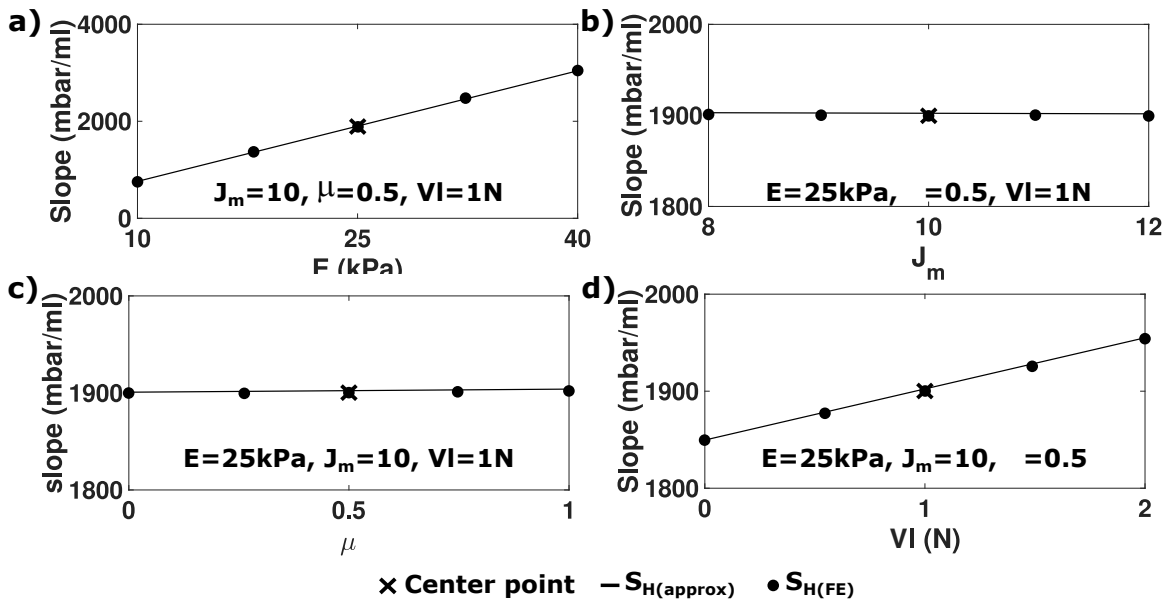 a)
Slope (mbar/ml)
4000
2000
0
10
25
40
E (kPa)
J_m=10, μ=0.5, Vl=1N
b)
Slope (mbar/ml)
2000
1900
1800
8
10
12
J_m
E=25kPa, =0.5, Vl=1N
c)
slope (mbar/ml)
2000
1900
1800
0
0.5
1
μ
E=25kPa, J_m=10, Vl=1N
d)
Slope (mbar/ml)
2000
1900
1800
0
1
2
Vl (N)
E=25kPa, J_m=10, =0.5
Center point S_H(approx) S_H(FE)